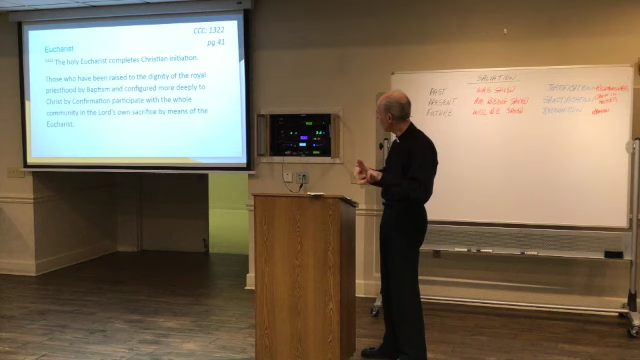 CCC: 1322
pg 41
Eucharist
1322 The holy Eucharist completes Christian initiation.
Those who have been raised to the dignity of the royal
priesthood by Baptism and configured more deeply to
Christ by Confirmation participate with the whole
community in the Lord's own sacrifice by means of the
Eucharist.
SALVATION
PAST WAS SAVED JUSTIFICATION
PRESENT AM BEING SAVED SANCTIFICATION
FUTURE WILL BE SAVED